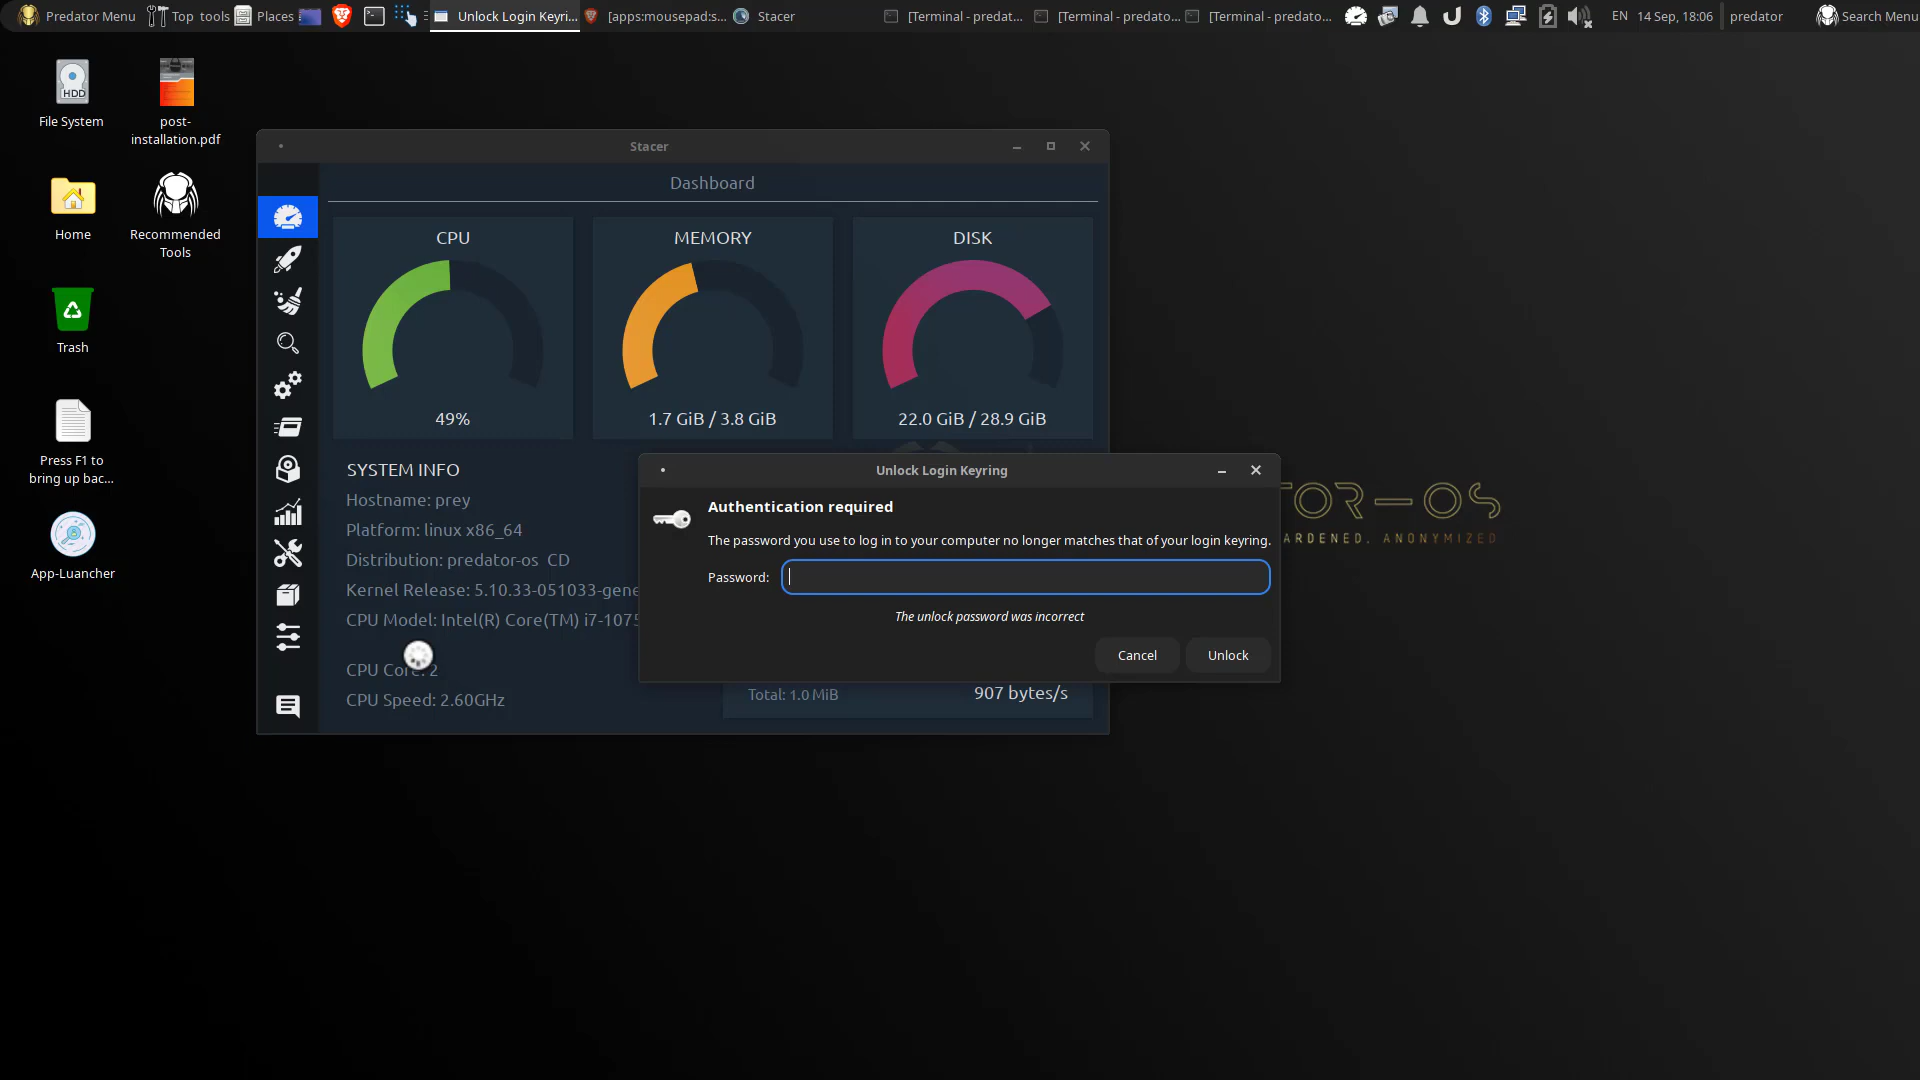 Predator Menu Top tools Places Unlock Login Keyri... [apps:mousepad:s... Stacer [Terminal - predat... [Terminal - predato... [Terminal - predato... EN 14 Sep, 18:06 predator Search Menu
HDD
File System
post-
installation.pdf
Home
Recommended
Tools
Trash
Press F1 to
bring up bac...
App-Luancher
Stacer
Dashboard
CPU
49%
MEMORY
1.7 GiB / 3.8 GiB
DISK
22.0 GiB / 28.9 GiB
SYSTEM INFO
Hostname: prey
Platform: linux x86_64
Distribution: predator-os CD
Kernel Release: 5.10.33-051033-gene
CPU Model: Intel(R) Core(TM) i7-1075
CPU Core: 2
CPU Speed: 2.60GHz
Total: 1.0 MiB
907 bytes/s
Unlock Login Keyring
Authentication required
The password you use to log in to your computer no longer matches that of your login keyring.
Password:
The unlock password was incorrect
Cancel
Unlock
TOR-OS
ARDENED. ANONYMIZED